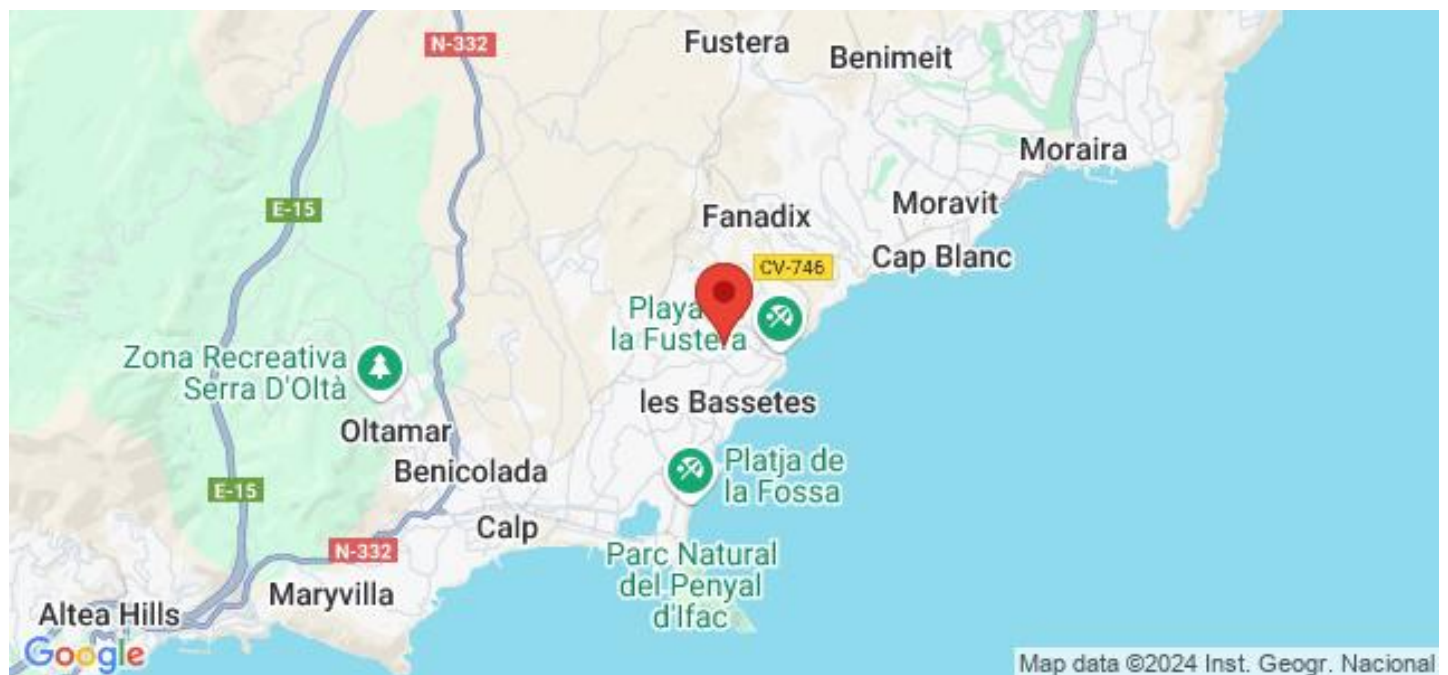 N-332
Fustera
Benimeit
Moraira
E-15
Moravit
Fanadix
Cap Blanc
CV-746
Playa
la Fustera
Zona Recreativa
Serra D'Oltà
les Bassetes
Oltamar
Benicolada
Platja de
la Fossa
E-15
Calp
N-332
Parc Natural
del Penyal
d'Ifac
Maryvilla
Altea Hills
Google
Map data ©2024 Inst. Geogr. Nacional